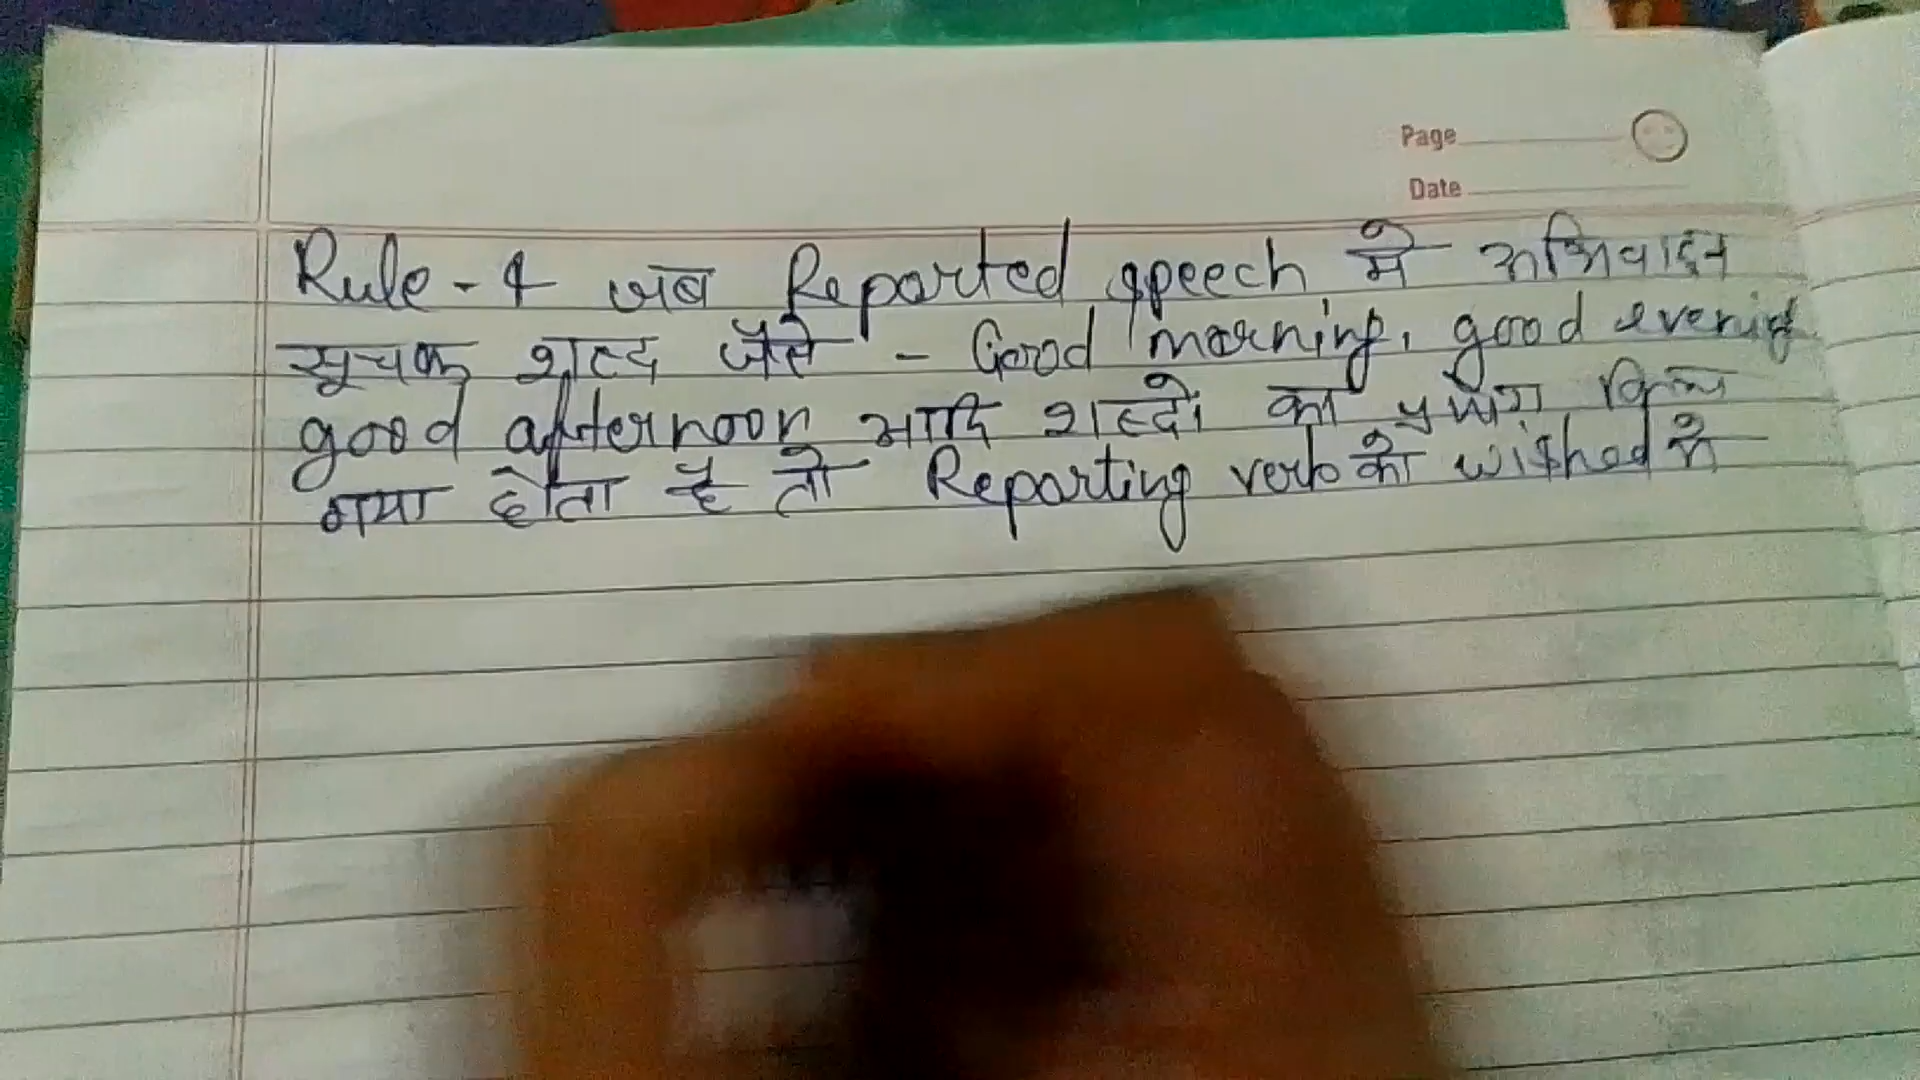 Page
Date
Rule - 4 जब Reported speech मे अभिवादन
सूचक शब्द जैसे - Good morning, good evening
good afternoon आदि शब्दो का प्रयोग किया
गया होता है तो Reporting verb को wished मे